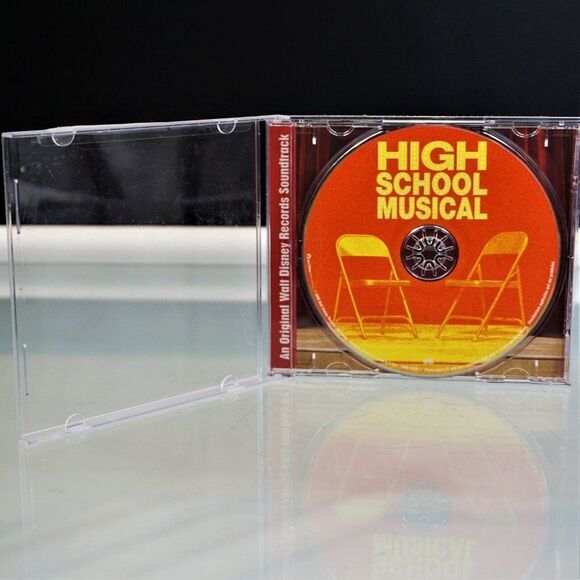 An Original Walt Disney Records Soundtrack
HIGH
SCHOOL
MUSICAL